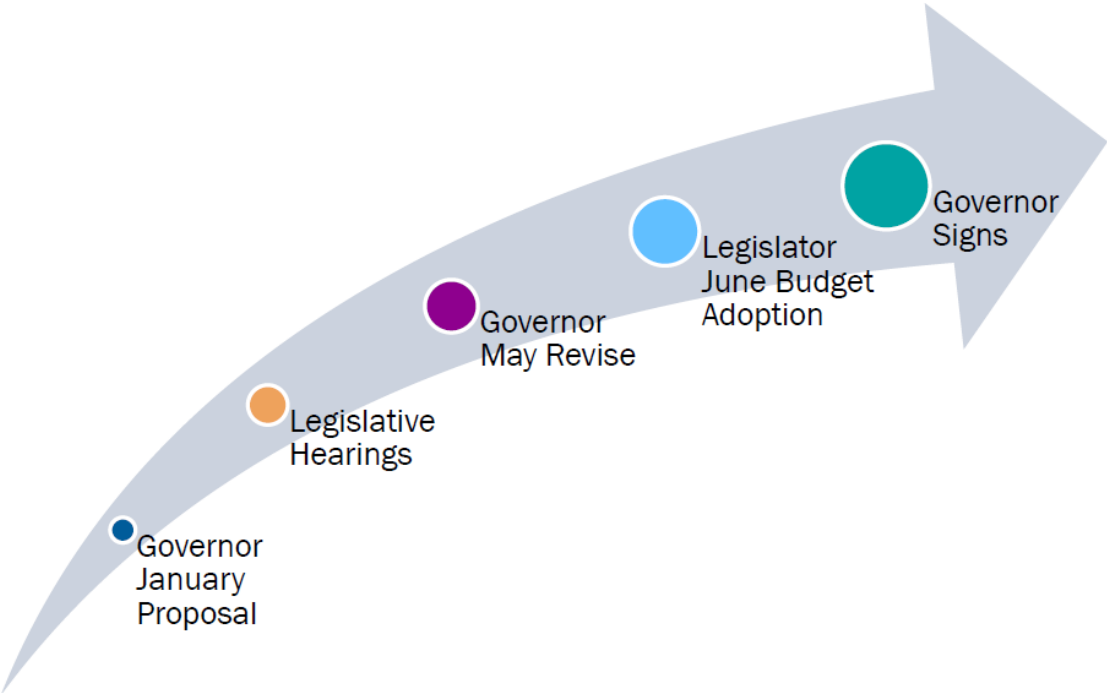 Governor
January
Proposal
Legislative
Hearings
Governor
May Revise
Legislator
June Budget
Adoption
Governor
Signs